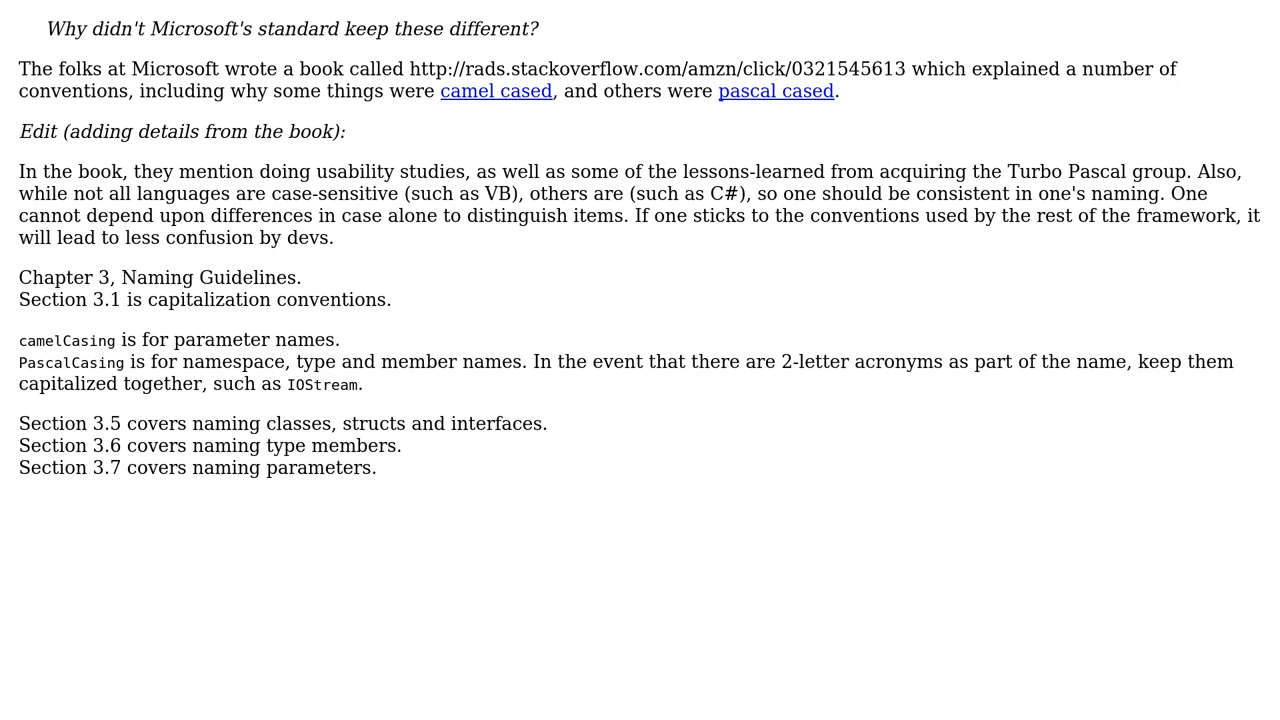 Why didn't Microsoft's standard keep these different?
The folks at Microsoft wrote a book called http://rads.stackoverflow.com/amzn/click/0321545613 which explained a number of
conventions, including why some things were camel cased, and others were pascal cased.
Edit (adding details from the book):
In the book, they mention doing usability studies, as well as some of the lessons-learned from acquiring the Turbo Pascal group. Also,
while not all languages are case-sensitive (such as VB), others are (such as C#), so one should be consistent in one's naming. One
cannot depend upon differences in case alone to distinguish items. If one sticks to the conventions used by the rest of the framework, it
will lead to less confusion by devs.
Chapter 3, Naming Guidelines.
Section 3.1 is capitalization conventions.
camelCasing is for parameter names.
PascalCasing is for namespace, type and member names. In the event that there are 2-letter acronyms as part of the name, keep them
capitalized together, such as IOStream.
Section 3.5 covers naming classes, structs and interfaces.
Section 3.6 covers naming type members.
Section 3.7 covers naming parameters.